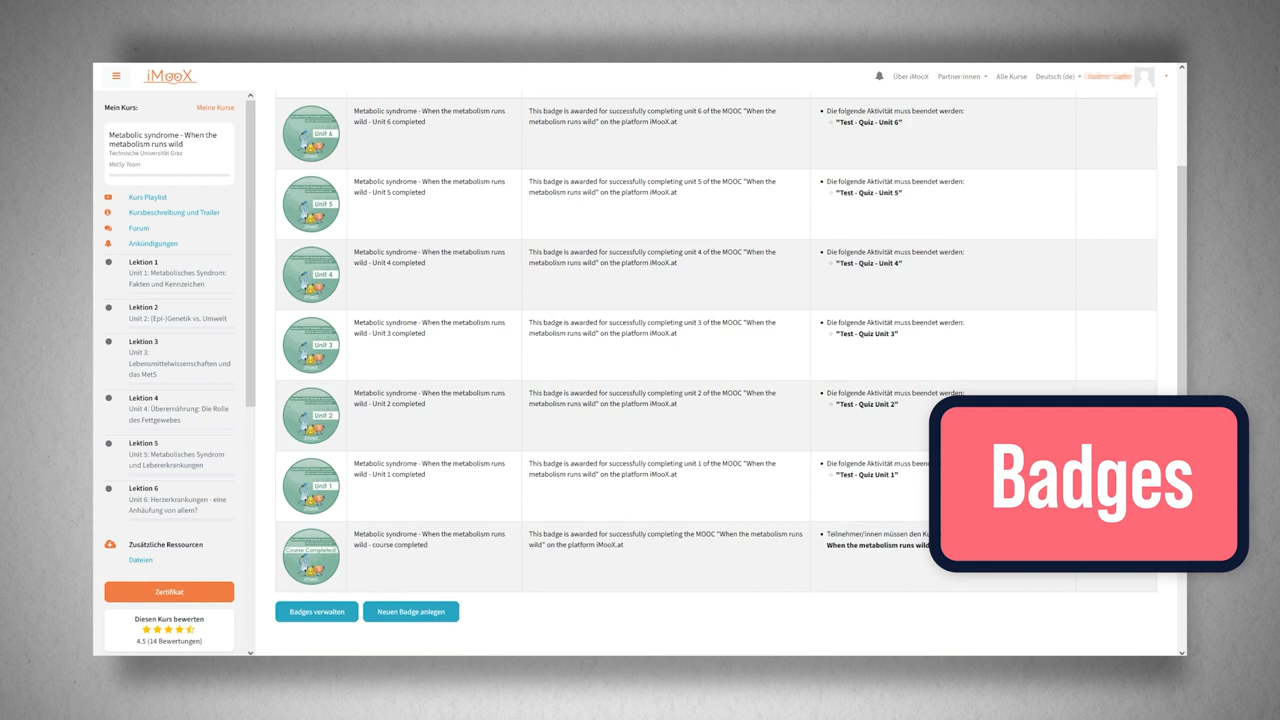 iMooX
Über iMooX
Partner:innen
Alle Kurse
Deutsch (de)
Mein Kurs:
Meine Kurse
Metabolic syndrome - When the
metabolism runs wild
Technische Universität Graz
MetSy Team
Kurs Playlist
Kursbeschreibung und Trailer
Forum
Ankündigungen
Lektion 1
Unit 1: Metabolisches Syndrom:
Fakten und Kennzeichen
Lektion 2
Unit 2: (Epi-)Genetik vs. Umwelt
Lektion 3
Unit 3:
Lebensmittelwissenschaften und
das MetS
Lektion 4
Unit 4: Überernährung: Die Rolle
des Fettgewebes
Lektion 5
Unit 5: Metabolisches Syndrom
und Lebererkrankungen
Lektion 6
Unit 6: Herzerkrankungen - eine
Anhäufung von allem?
Zusätzliche Ressourcen
Dateien
Zertifikat
Diesen Kurs bewerten
4.5 (14 Bewertungen)
Unit 6
Metabolic syndrome - When the metabolism runs
wild - Unit 6 completed
This badge is awarded for successfully completing unit 6 of the MOOC "When the
metabolism runs wild" on the platform iMooX.at
Die folgende Aktivität muss beendet werden:
"Test - Quiz - Unit 6"
Unit 5
Metabolic syndrome - When the metabolism runs
wild - Unit 5 completed
This badge is awarded for successfully completing unit 5 of the MOOC "When the
metabolism runs wild" on the platform iMooX.at
Die folgende Aktivität muss beendet werden:
"Test - Quiz - Unit 5"
Unit 4
Metabolic syndrome - When the metabolism runs
wild - Unit 4 completed
This badge is awarded for successfully completing unit 4 of the MOOC "When the
metabolism runs wild" on the platform iMooX.at
Die folgende Aktivität muss beendet werden:
"Test - Quiz - Unit 4"
Unit 3
Metabolic syndrome - When the metabolism runs
wild - Unit 3 completed
This badge is awarded for successfully completing unit 3 of the MOOC "When the
metabolism runs wild" on the platform iMooX.at
Die folgende Aktivität muss beendet werden:
"Test - Quiz Unit 3"
Unit 2
Metabolic syndrome - When the metabolism runs
wild - Unit 2 completed
This badge is awarded for successfully completing unit 2 of the MOOC "When the
metabolism runs wild" on the platform iMooX.at
Die folgende Aktivität muss beendet werden:
"Test - Quiz Unit 2"
Unit 1
Metabolic syndrome - When the metabolism runs
wild - Unit 1 completed
This badge is awarded for successfully completing unit 1 of the MOOC "When the
metabolism runs wild" on the platform iMooX.at
Die folgende Aktivität muss been
"Test - Quiz Unit 1"
Course Completed!
Metabolic syndrome - When the metabolism runs
wild - course completed
This badge is awarded for successfully completing the MOOC "When the metabolism runs
wild" on the platform iMooX.at
Teilnehmer/innen müssen den Ku
When the metabolism runs wild
Badges verwalten
Neuen Badge anlegen
Badges